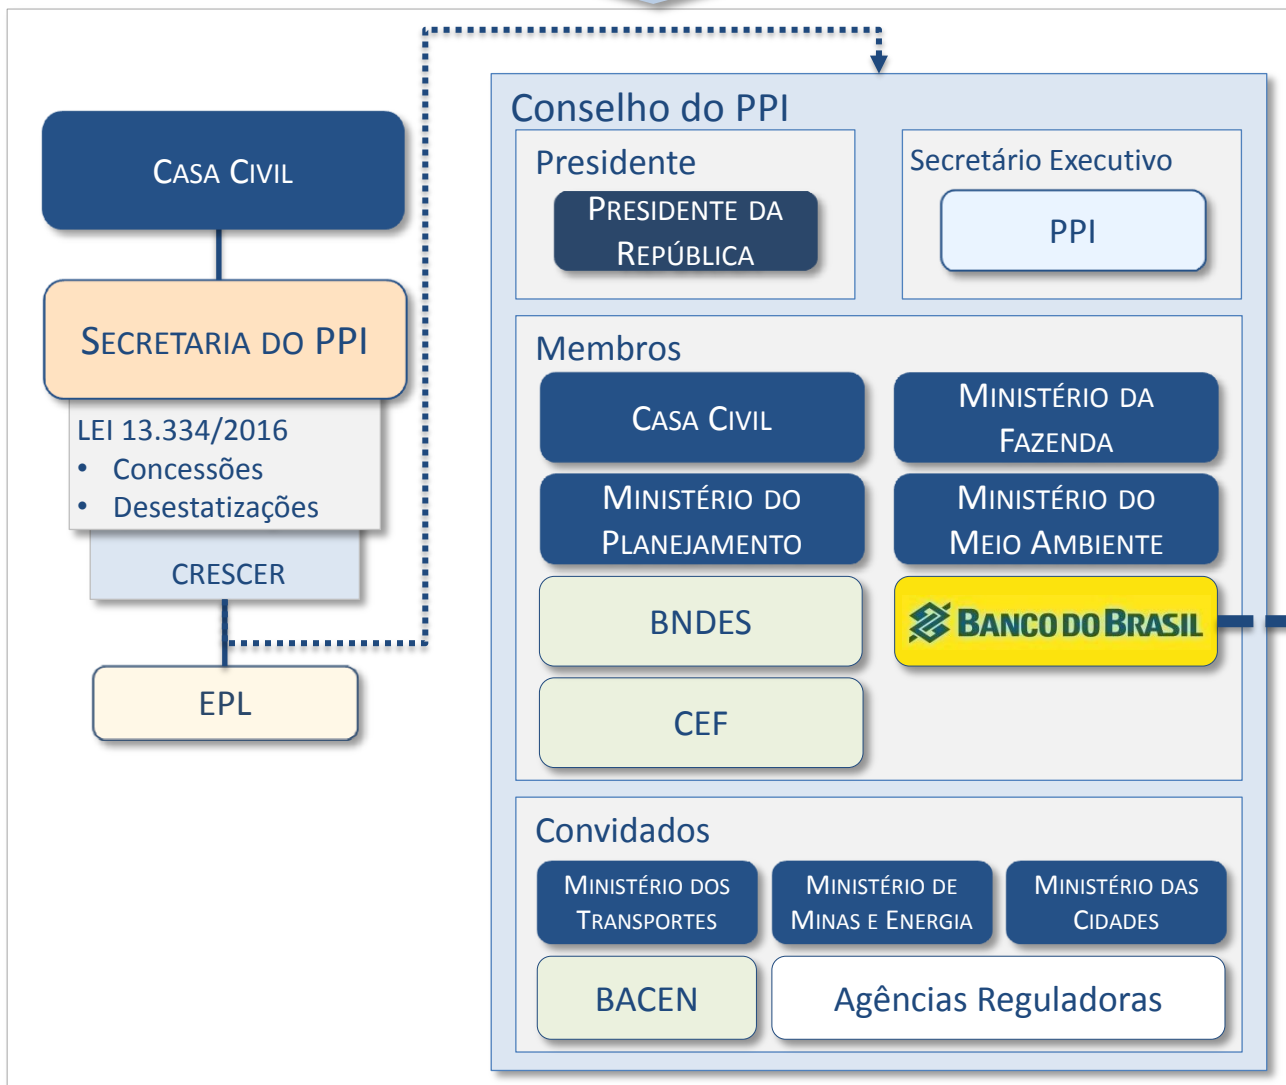 CASA CIVIL
SECRETARIA DO PPI
LEI 13.334/2016
• Concessões
• Desestatizações
CRESCER
EPL
Conselho do PPI
Presidente
PRESIDENTE DA
REPÚBLICA
Secretário Executivo
PPI
Membros
CASA CIVIL
MINISTÉRIO DA
FAZENDA
MINISTÉRIO DO
PLANEJAMENTO
MINISTÉRIO DO
MEIO AMBIENTE
BNDES
BANCO DO BRASIL
CEF
Convidados
MINISTÉRIO DOS
TRANSPORTES
MINISTÉRIO DE
MINAS E ENERGIA
MINISTÉRIO DAS
CIDADES
BACEN
Agências Reguladoras